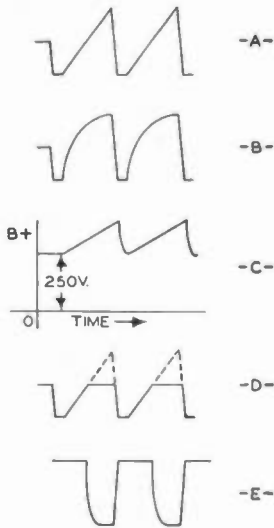 -A-
-B-
B+
250V.
-C-
0
TIME →
-D-
-E-